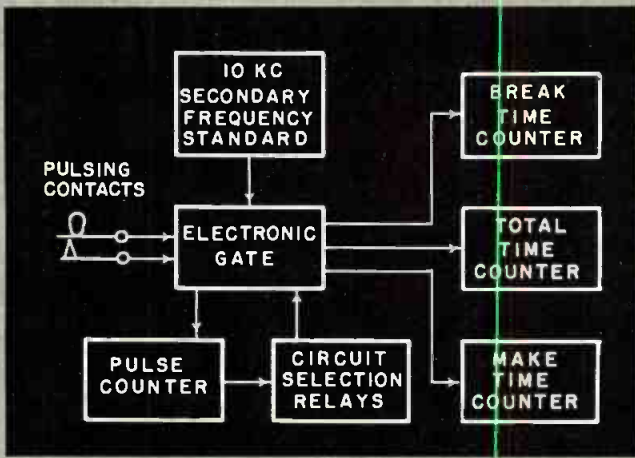 10 KC
SECONDARY
FREQUENCY
STANDARD
BREAK
TIME
COUNTER
PULSING
CONTACTS
ELECTRONIC
GATE
TOTAL
TIME
COUNTER
PULSE
COUNTER
CIRCUIT
SELECTION
RELAYS
MAKE
TIME
COUNTER